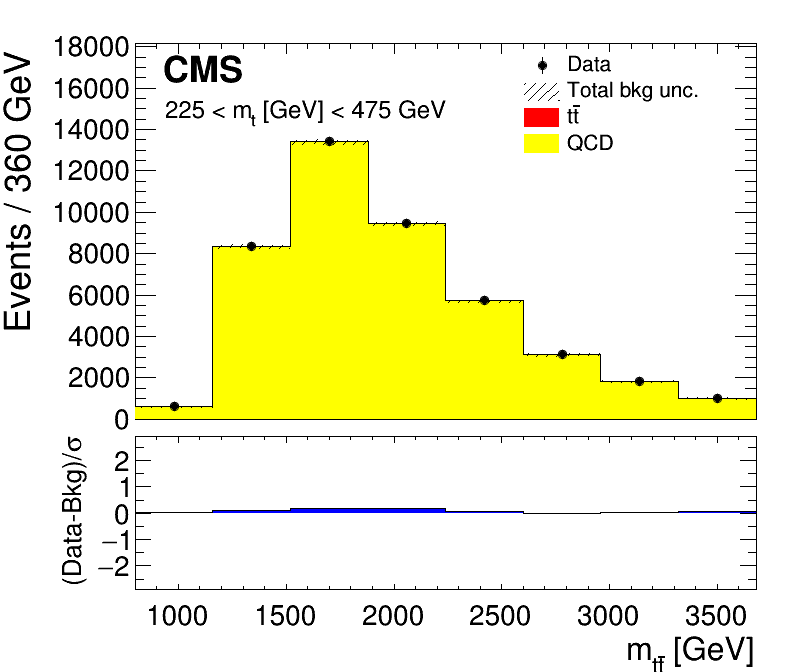 18000
16000
14000
12000
10000
8000
6000
4000
2000
0
Events / 360 GeV
CMS
225 < m_t [GeV] < 475 GeV
Data
Total bkg unc.
tt̄
QCD
(Data-Bkg)/σ
2
1
0
−1
−2
1000 1500 2000 2500 3000 3500
m_tt̄ [GeV]